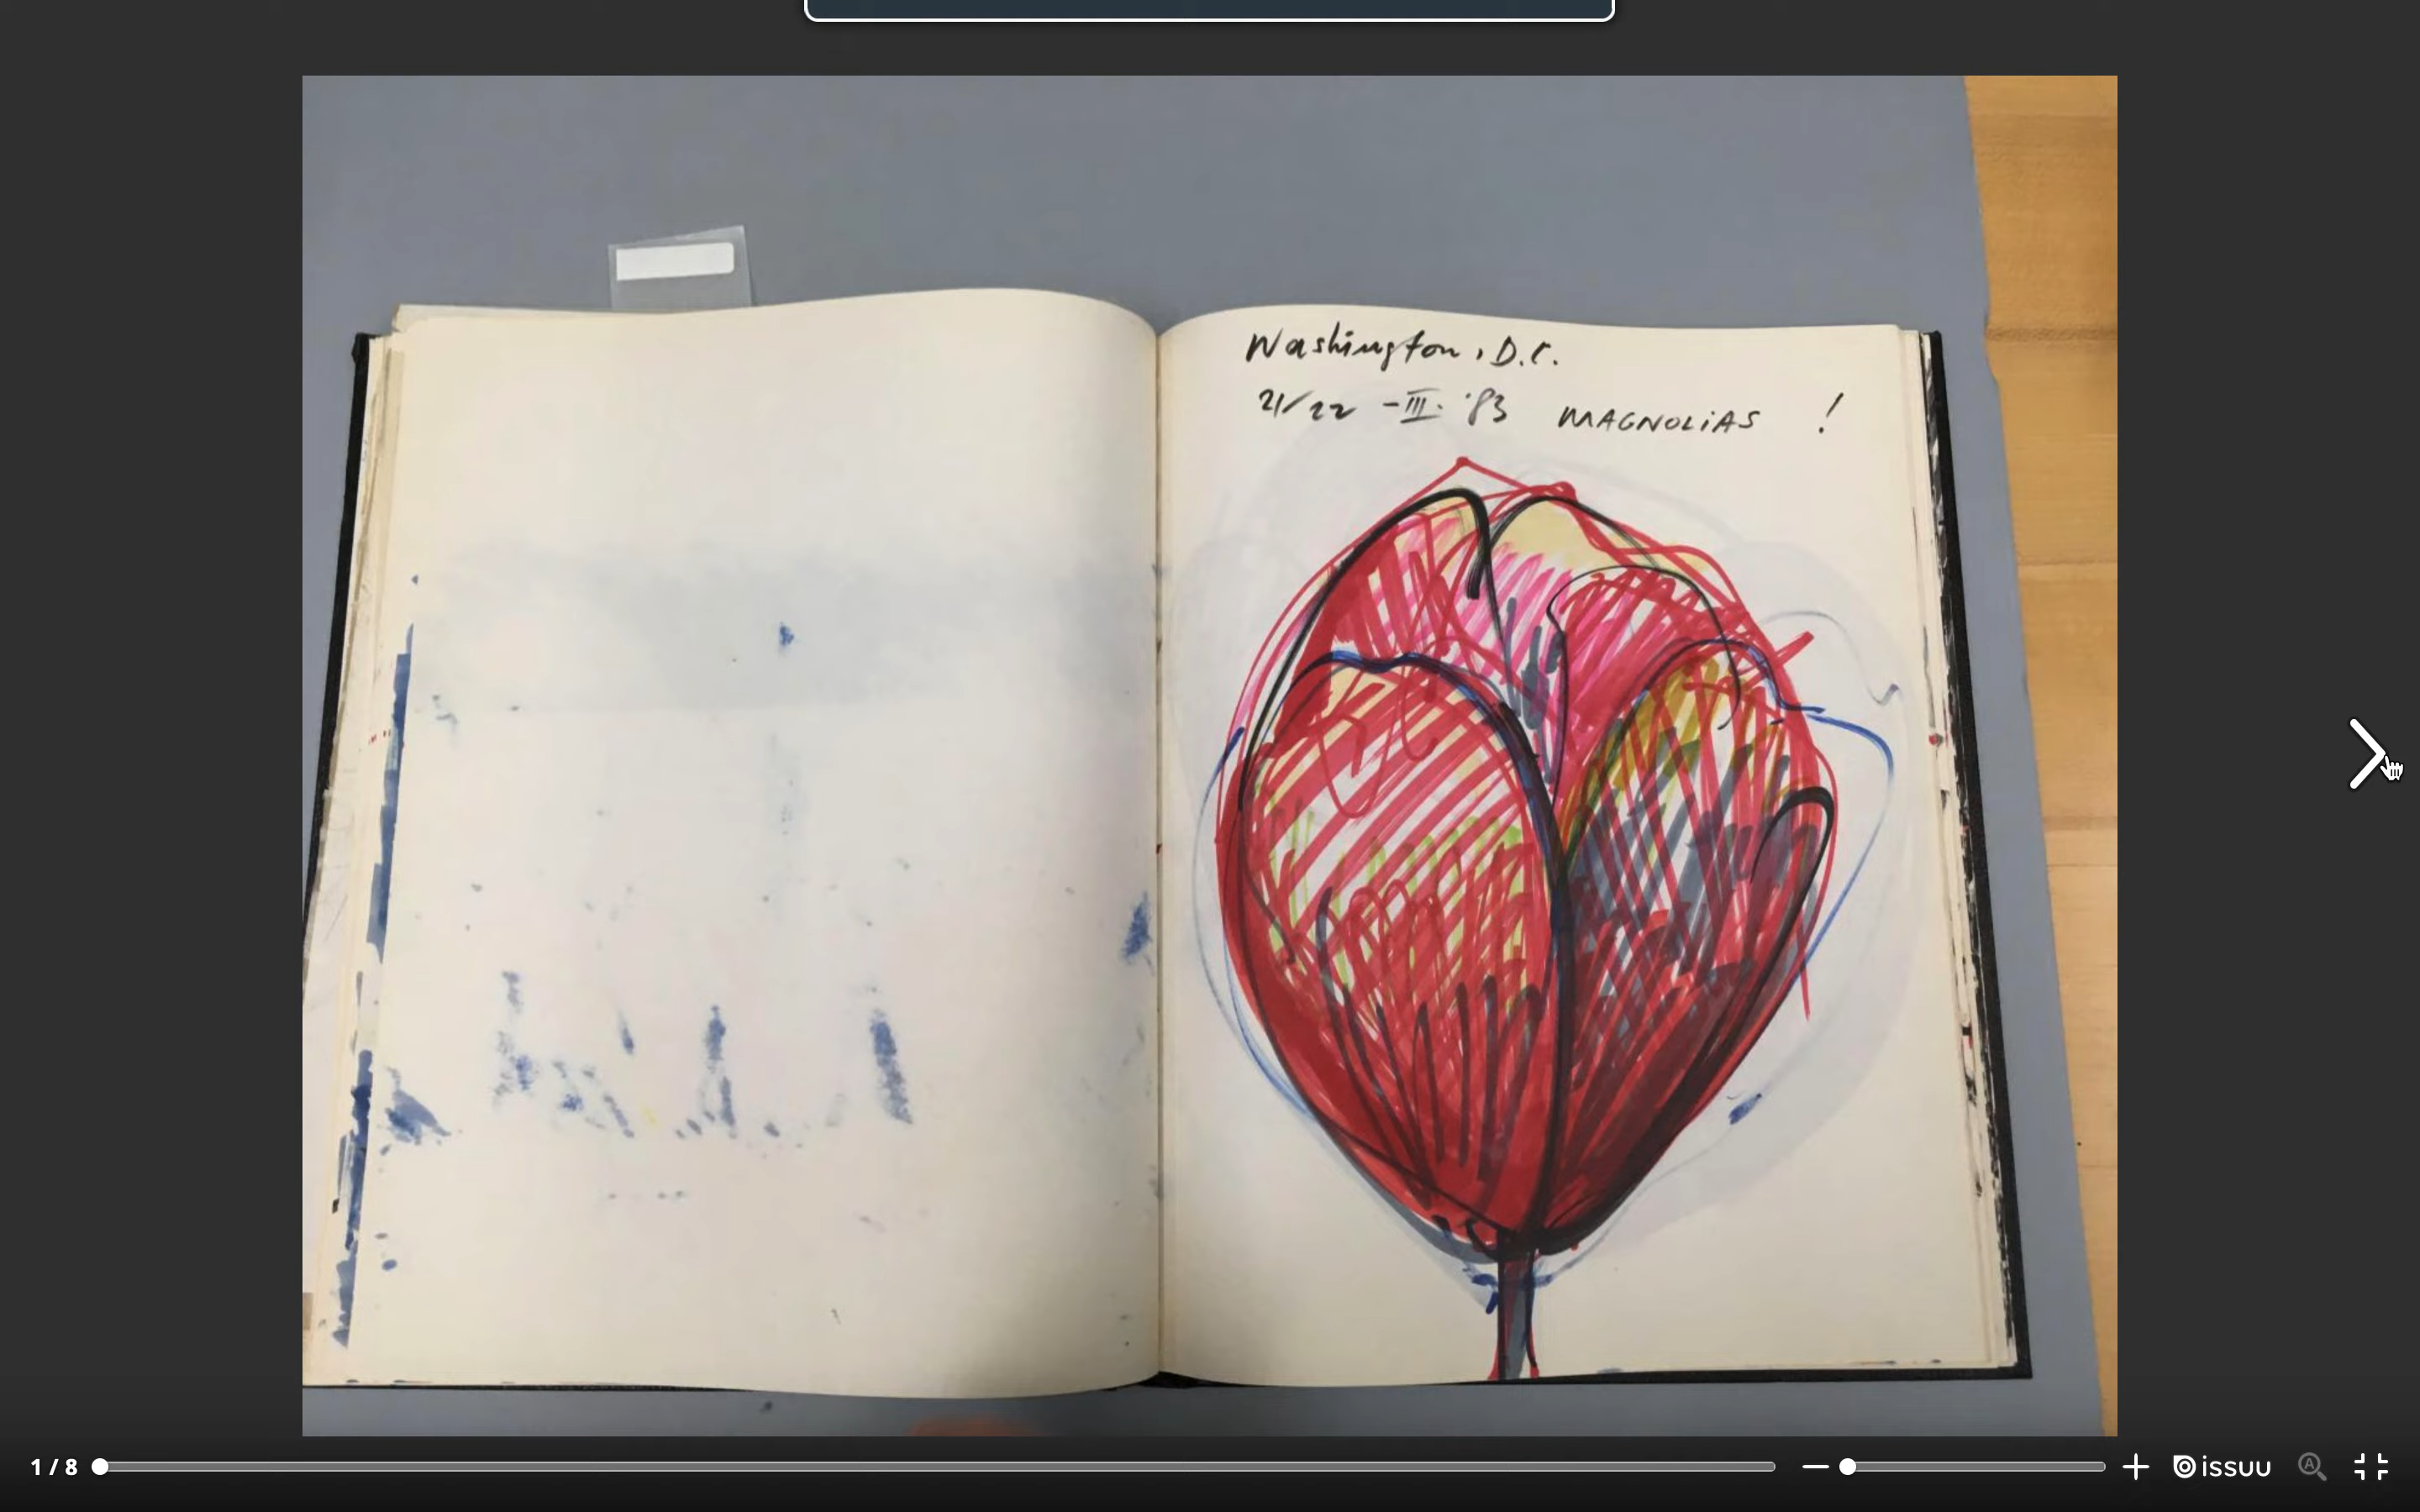 Washington, D.C.
21/22 -III. '83 MAGNOLIAS !
1 / 8
issuu